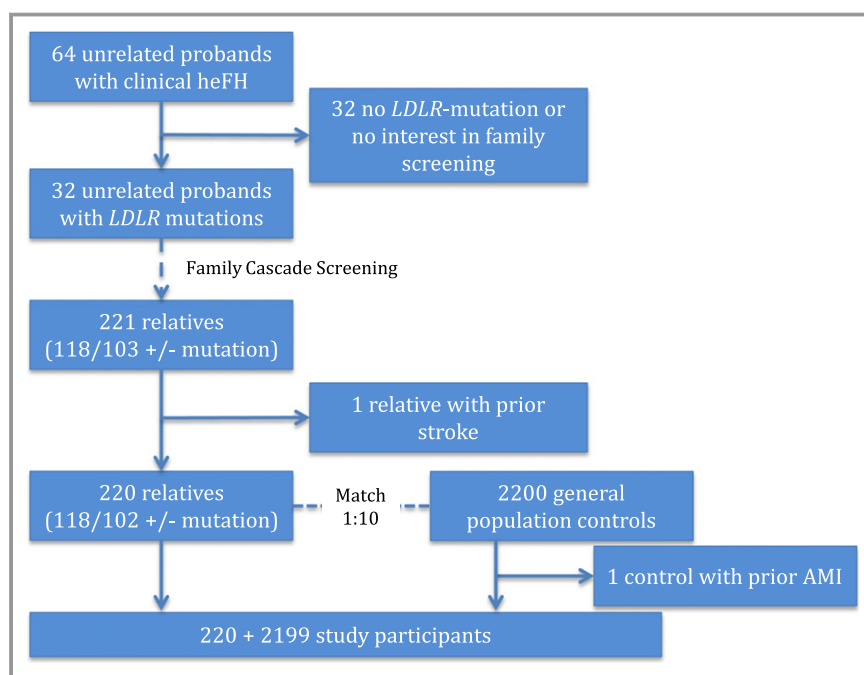 64 unrelated probands
with clinical heFH
32 no LDLR-mutation or
no interest in family
screening
32 unrelated probands
with LDLR mutations
Family Cascade Screening
221 relatives
(118/103 +/- mutation)
1 relative with prior
stroke
220 relatives
(118/102 +/- mutation)
Match
1:10
2200 general
population controls
1 control with prior AMI
220 + 2199 study participants